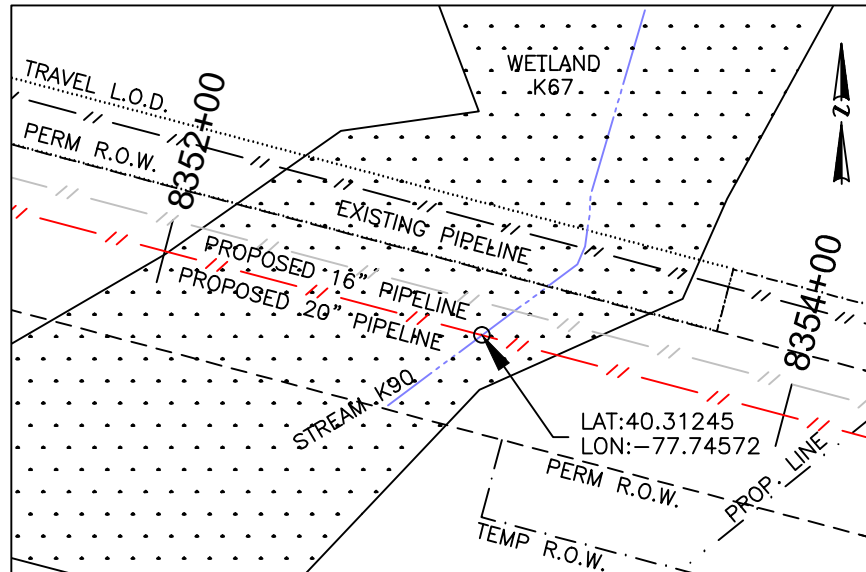 WETLAND
K67
TRAVEL L.O.D.
8352+00
PERM R.O.W.
N
EXISTING PIPELINE
PROPOSED 16" PIPELINE
PROPOSED 20" PIPELINE
8354+00
STREAM K90
LAT:40.31245
LON:-77.74572
PERM R.O.W.
PROP. LINE
TEMP R.O.W.